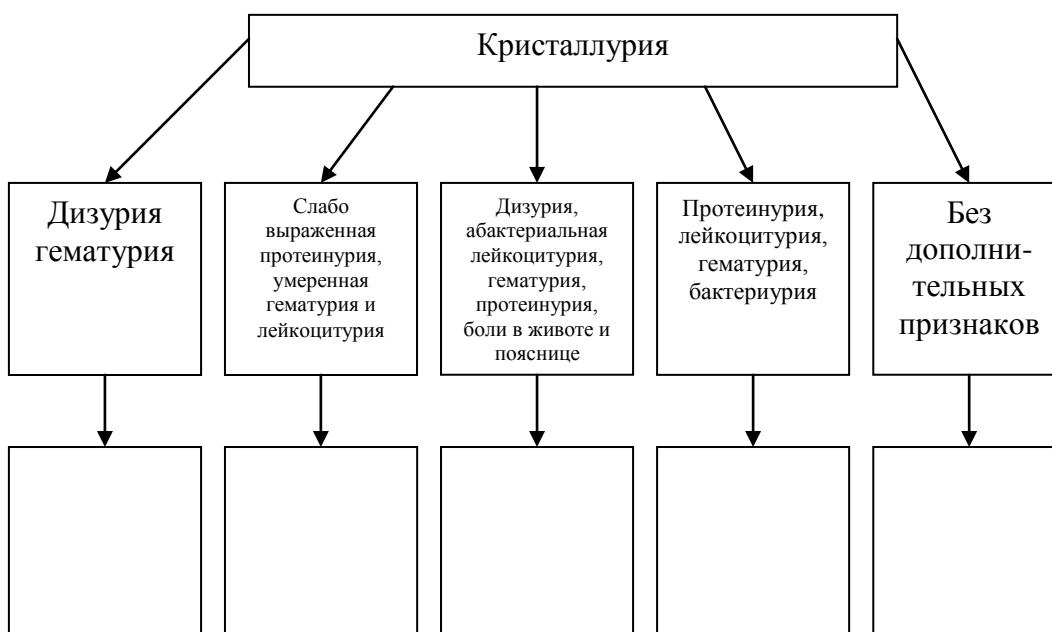 Кристаллурия
Дизурия
гематурия
Слабо
выраженная
протеинурия,
умеренная
гематурия и
лейкоцитурия
Дизурия,
абактериальная
лейкоцитурия,
гематурия,
протеинурия,
боли в животе и
пояснице
Протеинурия,
лейкоцитурия,
гематурия,
бактериурия
Без
дополни-
тельных
признаков